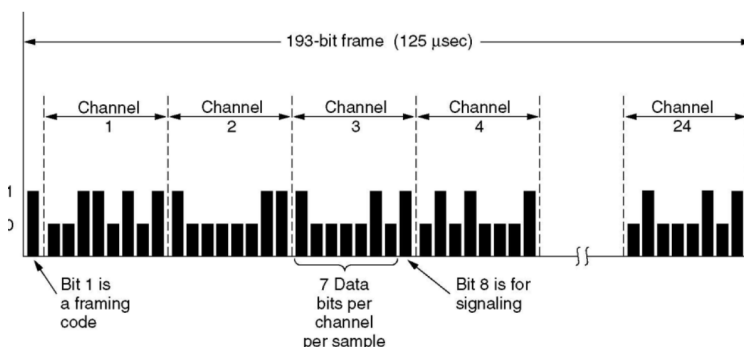 193-bit frame (125 μsec)
Channel
1
Channel
2
Channel
3
Channel
4
Channel
24
1
0
Bit 1 is
a framing
code
7 Data
bits per
channel
per sample
Bit 8 is for
signaling